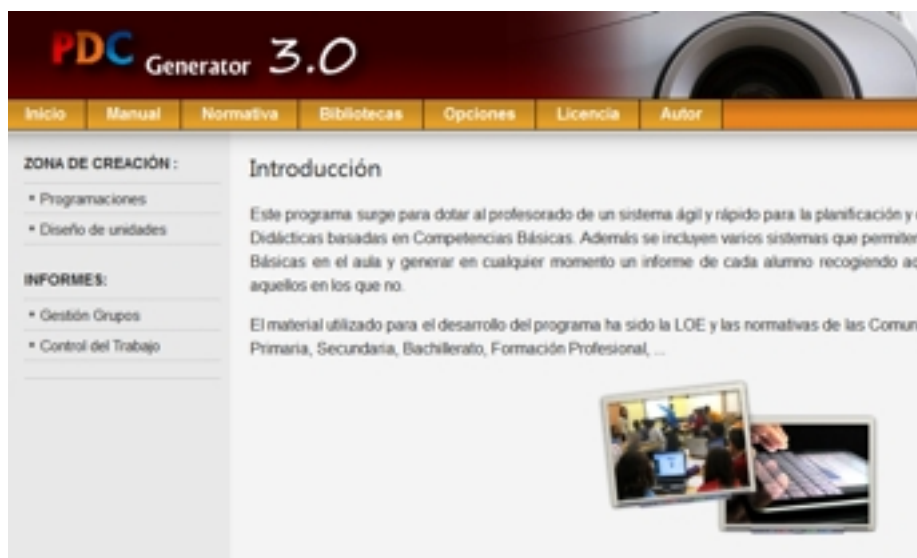 PDC Generator 3.0
Inicio Manual Normativa Bibliotecas Opciones Licencia Autor
ZONA DE CREACIÓN :
Programaciones
Diseño de unidades
INFORMES:
Gestión Grupos
Control del Trabajo
Introducción
Este programa surge para dotar al profesorado de un sistema ágil y rápido para la planificación y
Didácticas basadas en Competencias Básicas. Además se incluyen varios sistemas que permiten
Básicas en el aula y generar en cualquier momento un informe de cada alumno recogiendo
aquellos en los que no.
El material utilizado para el desarrollo del programa ha sido la LOE y las normativas de las
Primaria, Secundaria, Bachillerato, Formación Profesional, ...